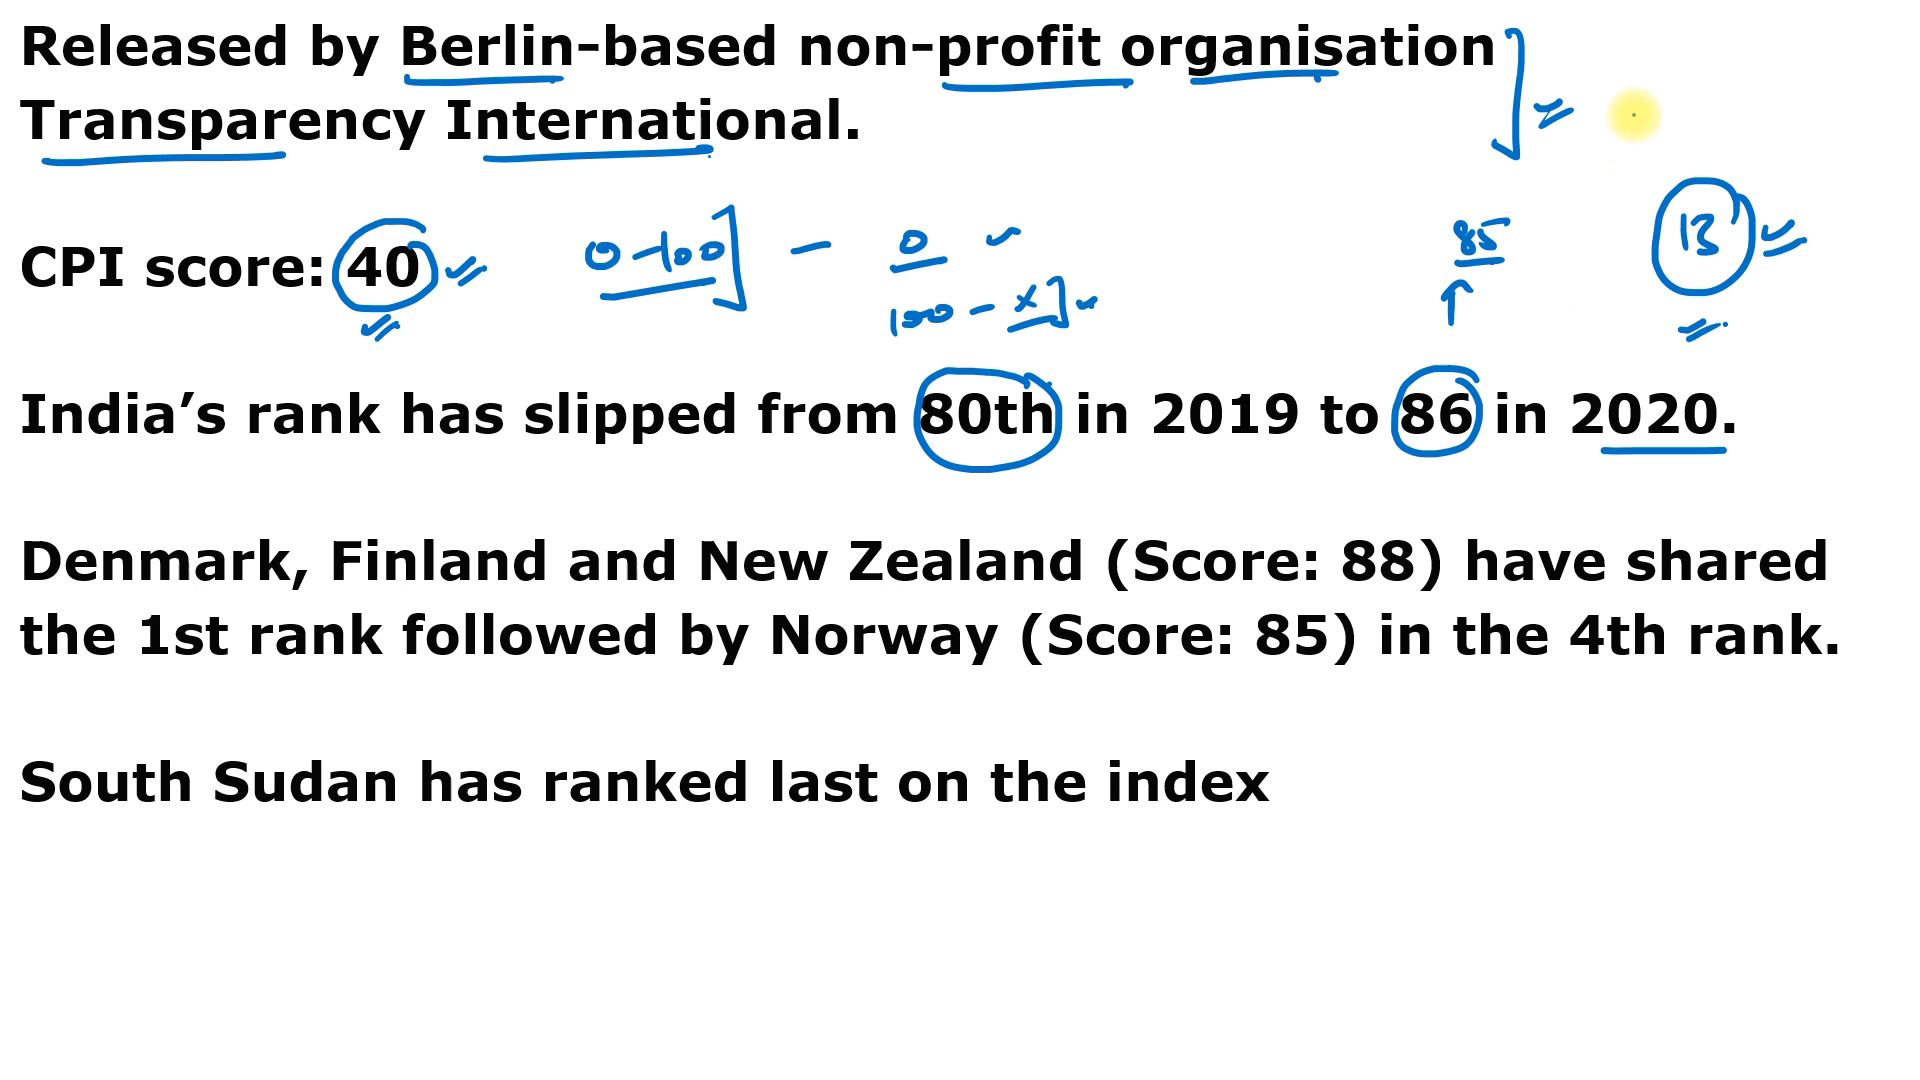 Released by Berlin-based non-profit organisation
Transparency International.
85
13
CPI score: 40 0-100 - 0
100 - x
India’s rank has slipped from 80th in 2019 to 86 in 2020.
Denmark, Finland and New Zealand (Score: 88) have shared
the 1st rank followed by Norway (Score: 85) in the 4th rank.
South Sudan has ranked last on the index